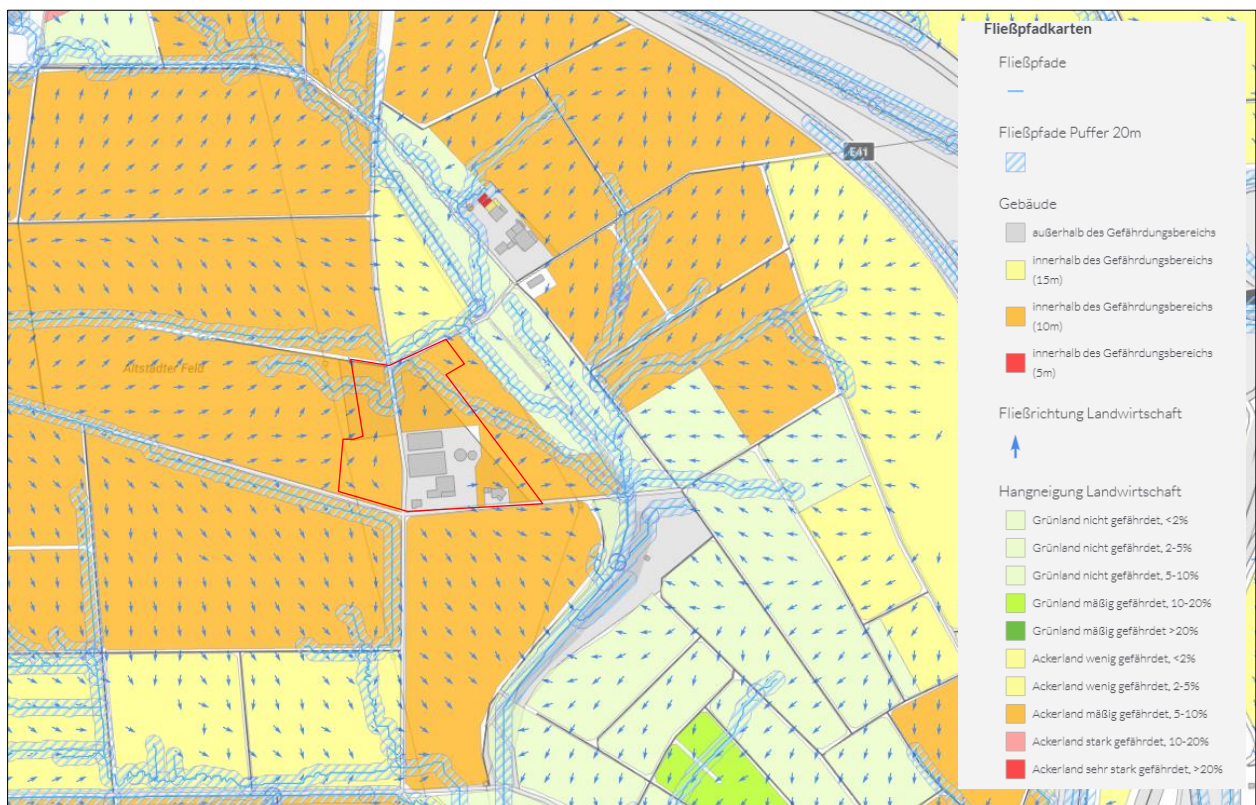 Fließpfadkarten
Fließpfade
Fließpfade Puffer 20m
Gebäude
außerhalb des Gefährdungsbereichs
innerhalb des Gefährdungsbereichs
(15m)
innerhalb des Gefährdungsbereichs
(10m)
innerhalb des Gefährdungsbereichs
(5m)
Fließrichtung Landwirtschaft
Hangneigung Landwirtschaft
Grünland nicht gefährdet, <2%
Grünland nicht gefährdet, 2-5%
Grünland nicht gefährdet, 5-10%
Grünland mäßig gefährdet, 10-20%
Grünland mäßig gefährdet >20%
Ackerland wenig gefährdet, <2%
Ackerland wenig gefährdet, 2-5%
Ackerland mäßig gefährdet, 5-10%
Ackerland stark gefährdet, 10-20%
Ackerland sehr stark gefährdet, >20%
E41
Altstädter Feld